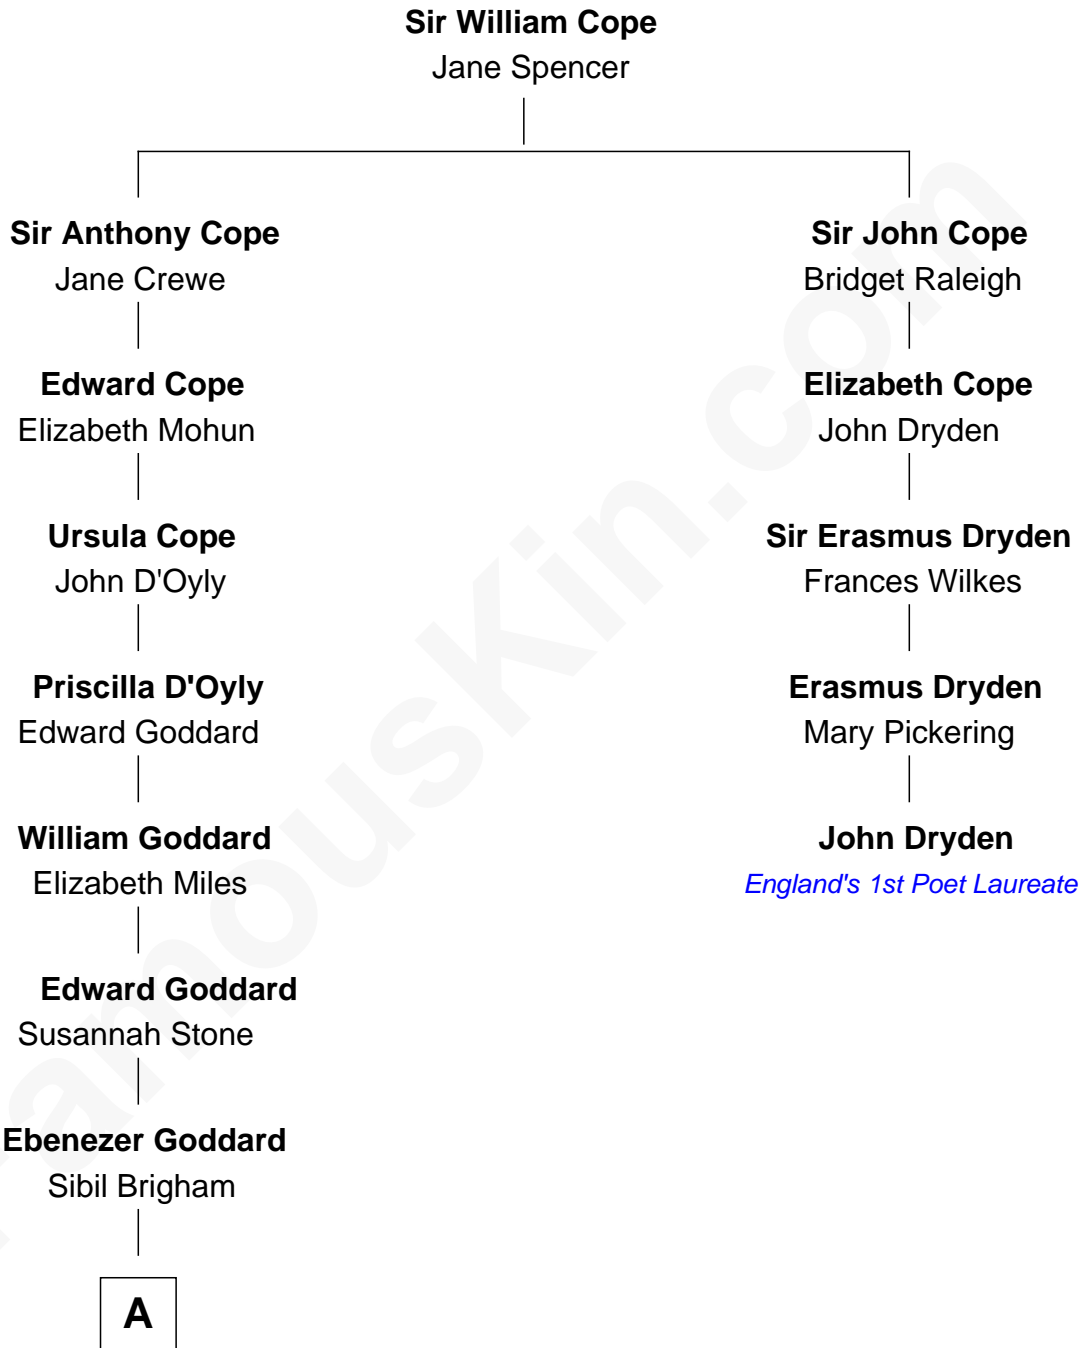 Sir William Cope
Jane Spencer
Sir Anthony Cope
Jane Crewe
Edward Cope
Elizabeth Mohun
Ursula Cope
John D'Oyly
Priscilla D'Oyly
Edward Goddard
William Goddard
Elizabeth Miles
Edward Goddard
Susannah Stone
Ebenezer Goddard
Sibil Brigham
A
Sir John Cope
Bridget Raleigh
Elizabeth Cope
John Dryden
Sir Erasmus Dryden
Frances Wilkes
Erasmus Dryden
Mary Pickering
John Dryden
England's 1st Poet Laureate
FamousKin.com